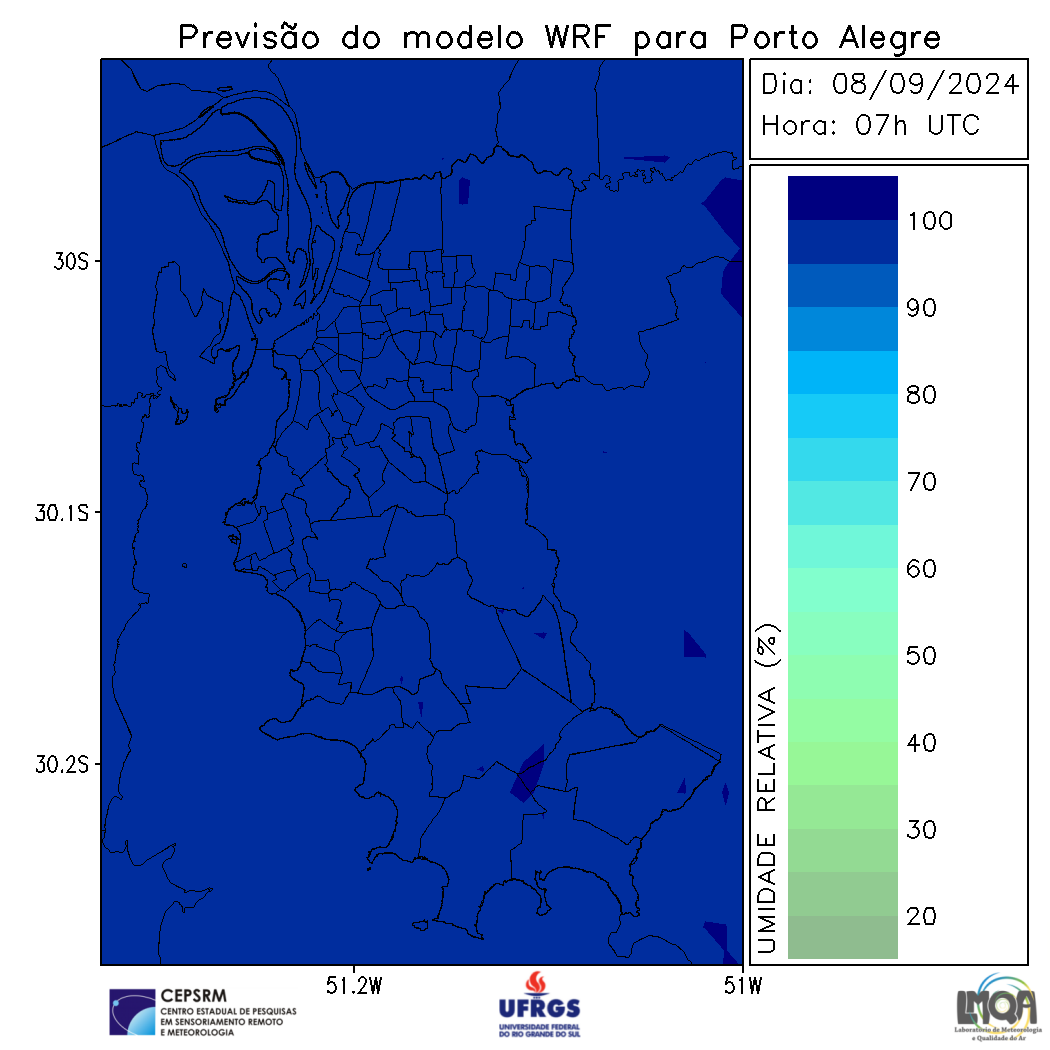 Previsão do modelo WRF para Porto Alegre
Dia: 08/09/2024
Hora: 07h UTC
30S
30.1S
30.2S
51.2W
51W
UMIDADE RELATIVA (%)
100
90
80
70
60
50
40
30
20
CEPSRM
CENTRO ESTADUAL DE PESQUISAS
EM SENSORIAMENTO REMOTO
E METEOROLOGIA
UFRGS
UNIVERSIDADE FEDERAL
DO RIO GRANDE DO SUL
LMQA
Laboratório de Meteorologia
e Qualidade do Ar